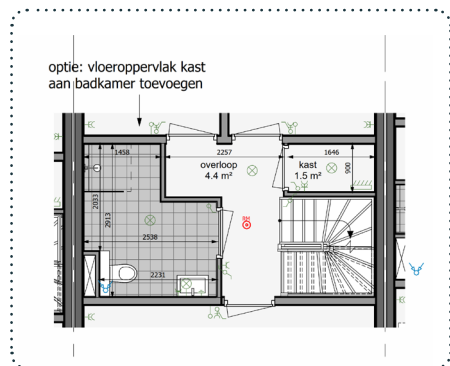 optie: vloeroppervlak kast
aan badkamer toevoegen
1458
2257
1646
overloop
4.4 m²
kast
1.5 m²
900
2033
2913
RM
2538
2231